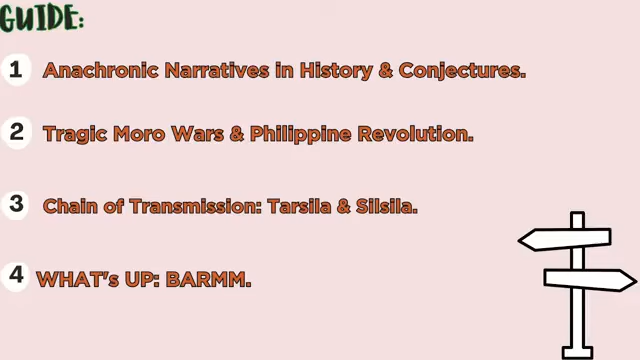 GUIDE:
1 Anachronic Narratives in History & Conjectures.
2 Tragic Moro Wars & Philippine Revolution.
3 Chain of Transmission: Tarsila & Silsila.
4 WHAT's UP: BARMM.